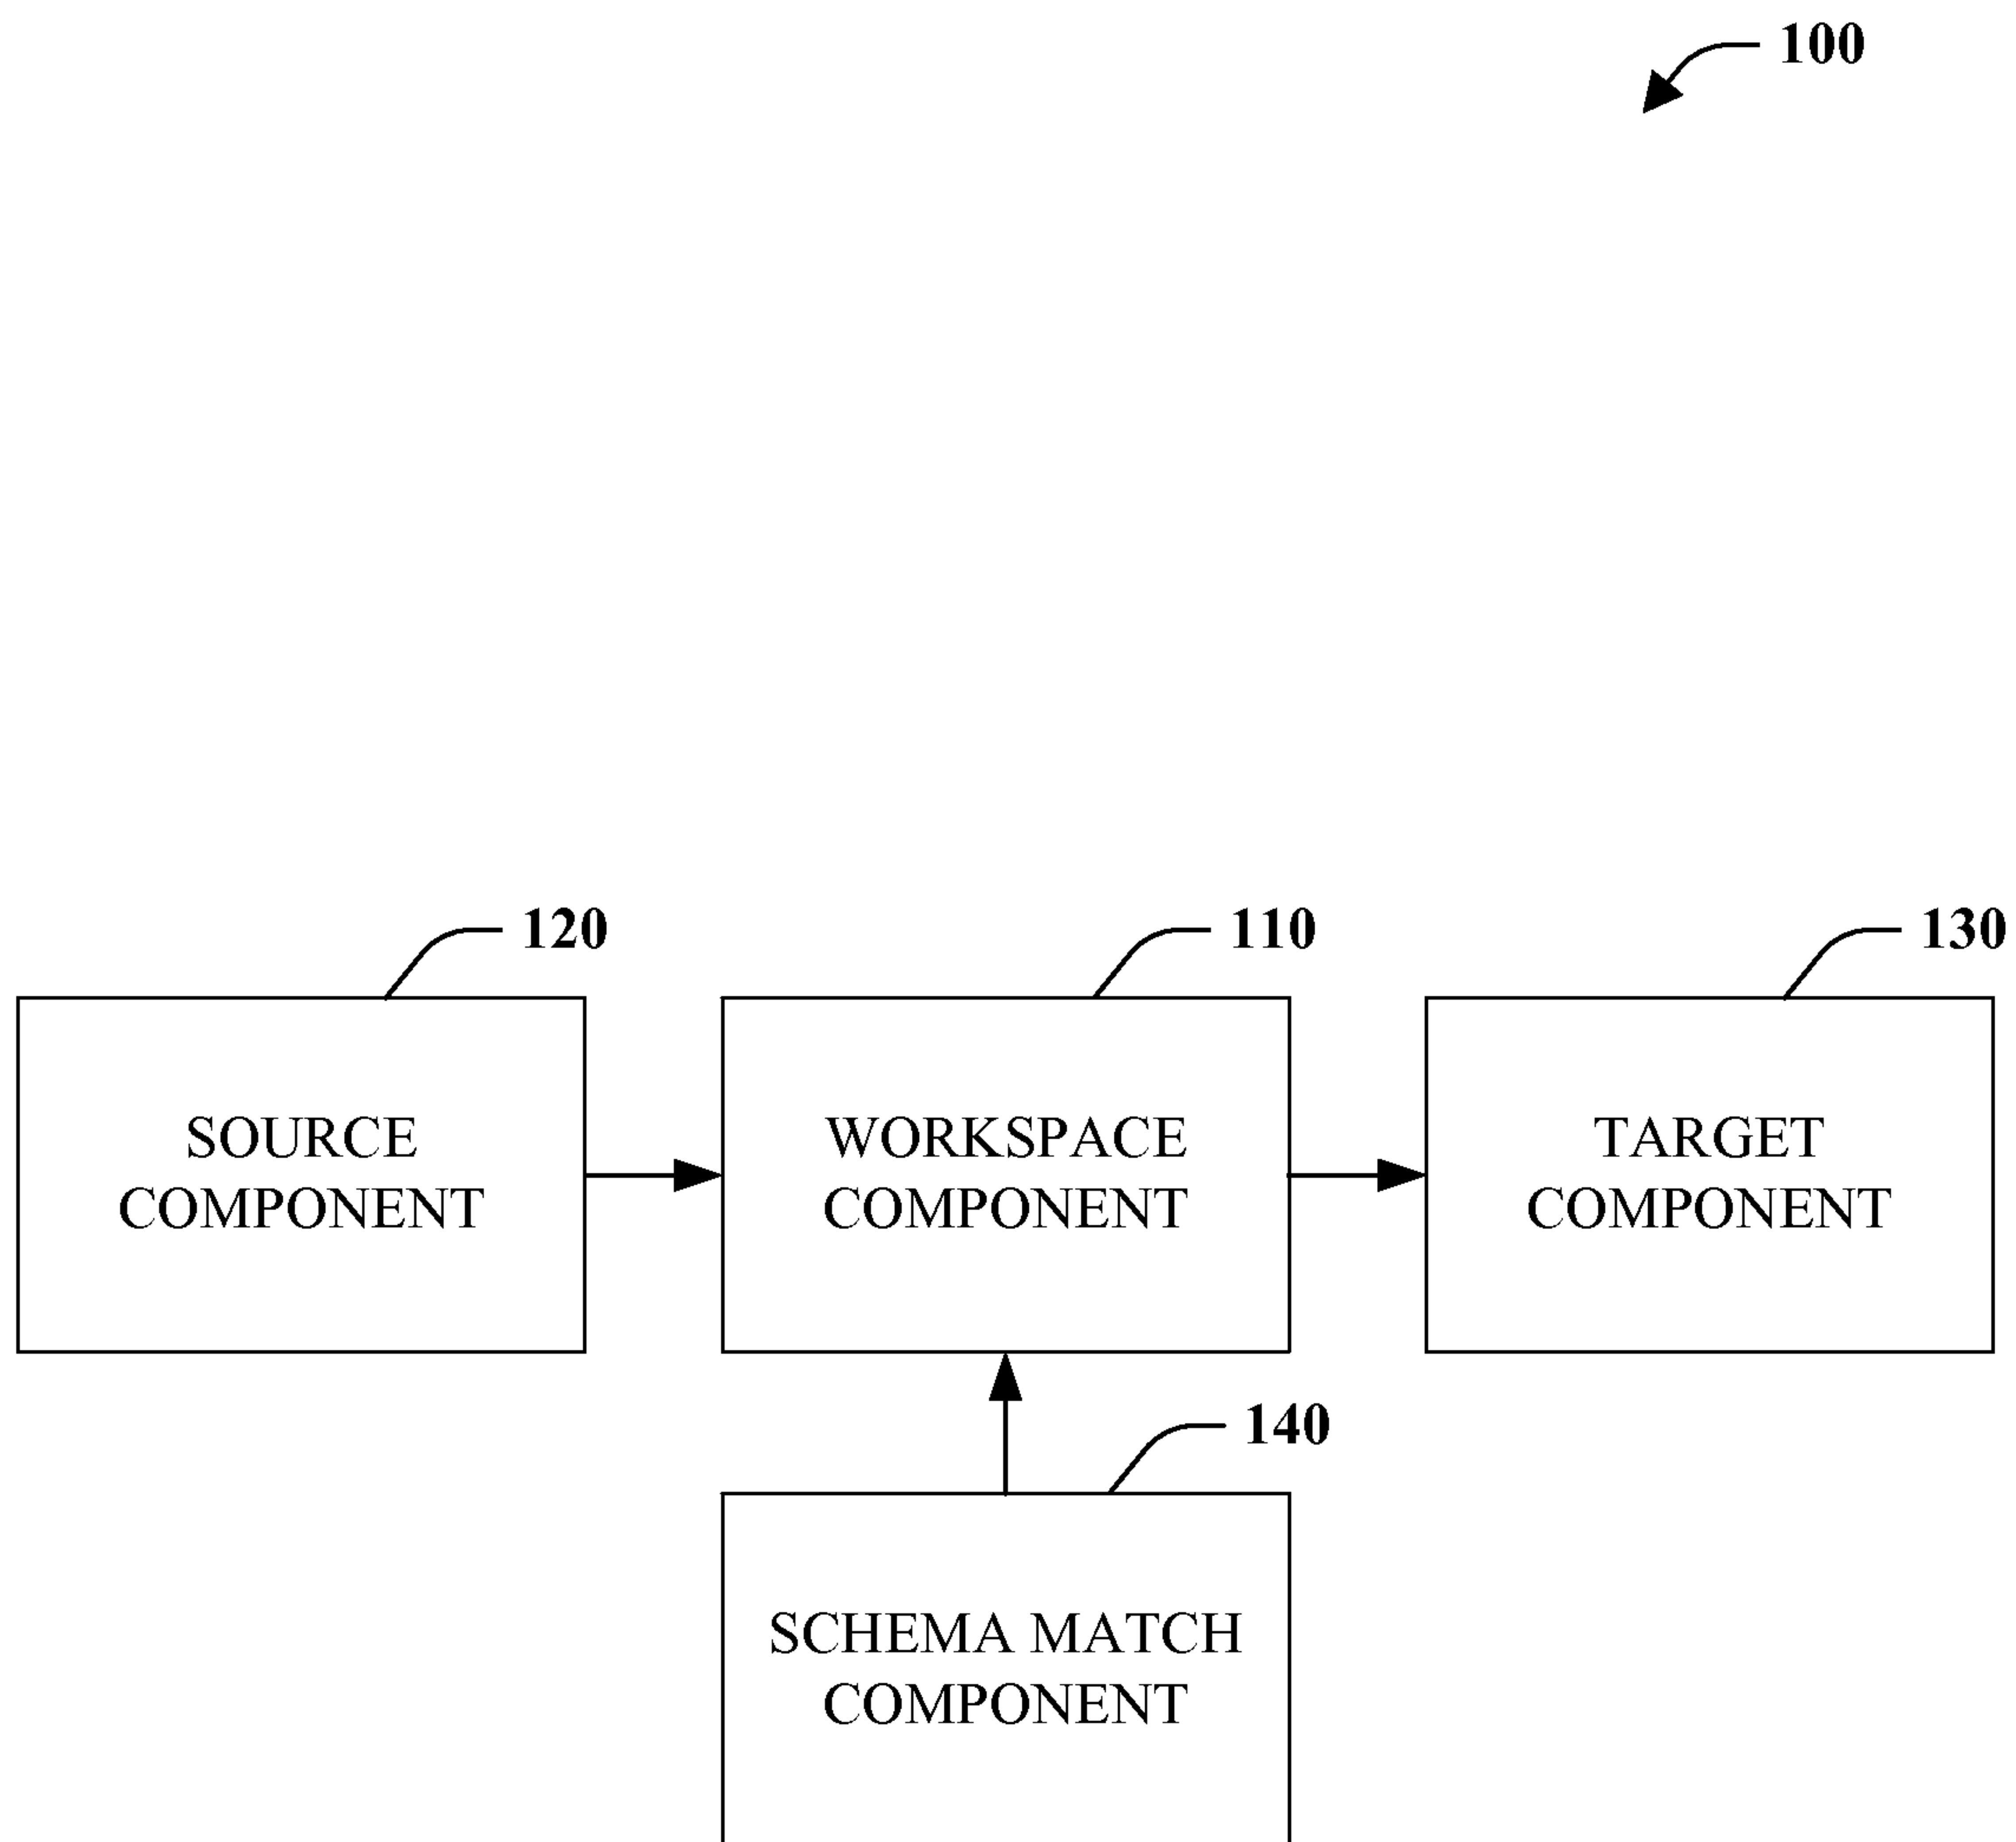 100
120
110
130
SOURCE
COMPONENT
WORKSPACE
COMPONENT
TARGET
COMPONENT
140
SCHEMA MATCH
COMPONENT